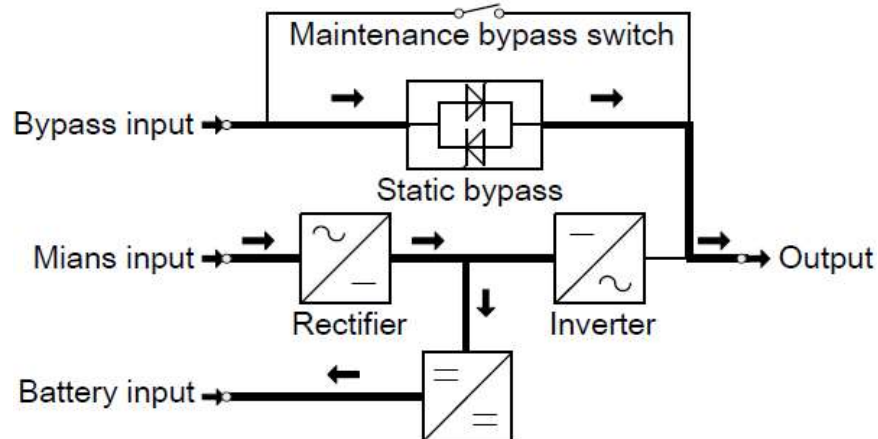 Maintenance bypass switch
Bypass input
Static bypass
Mians input
Output
Rectifier
Inverter
Battery input